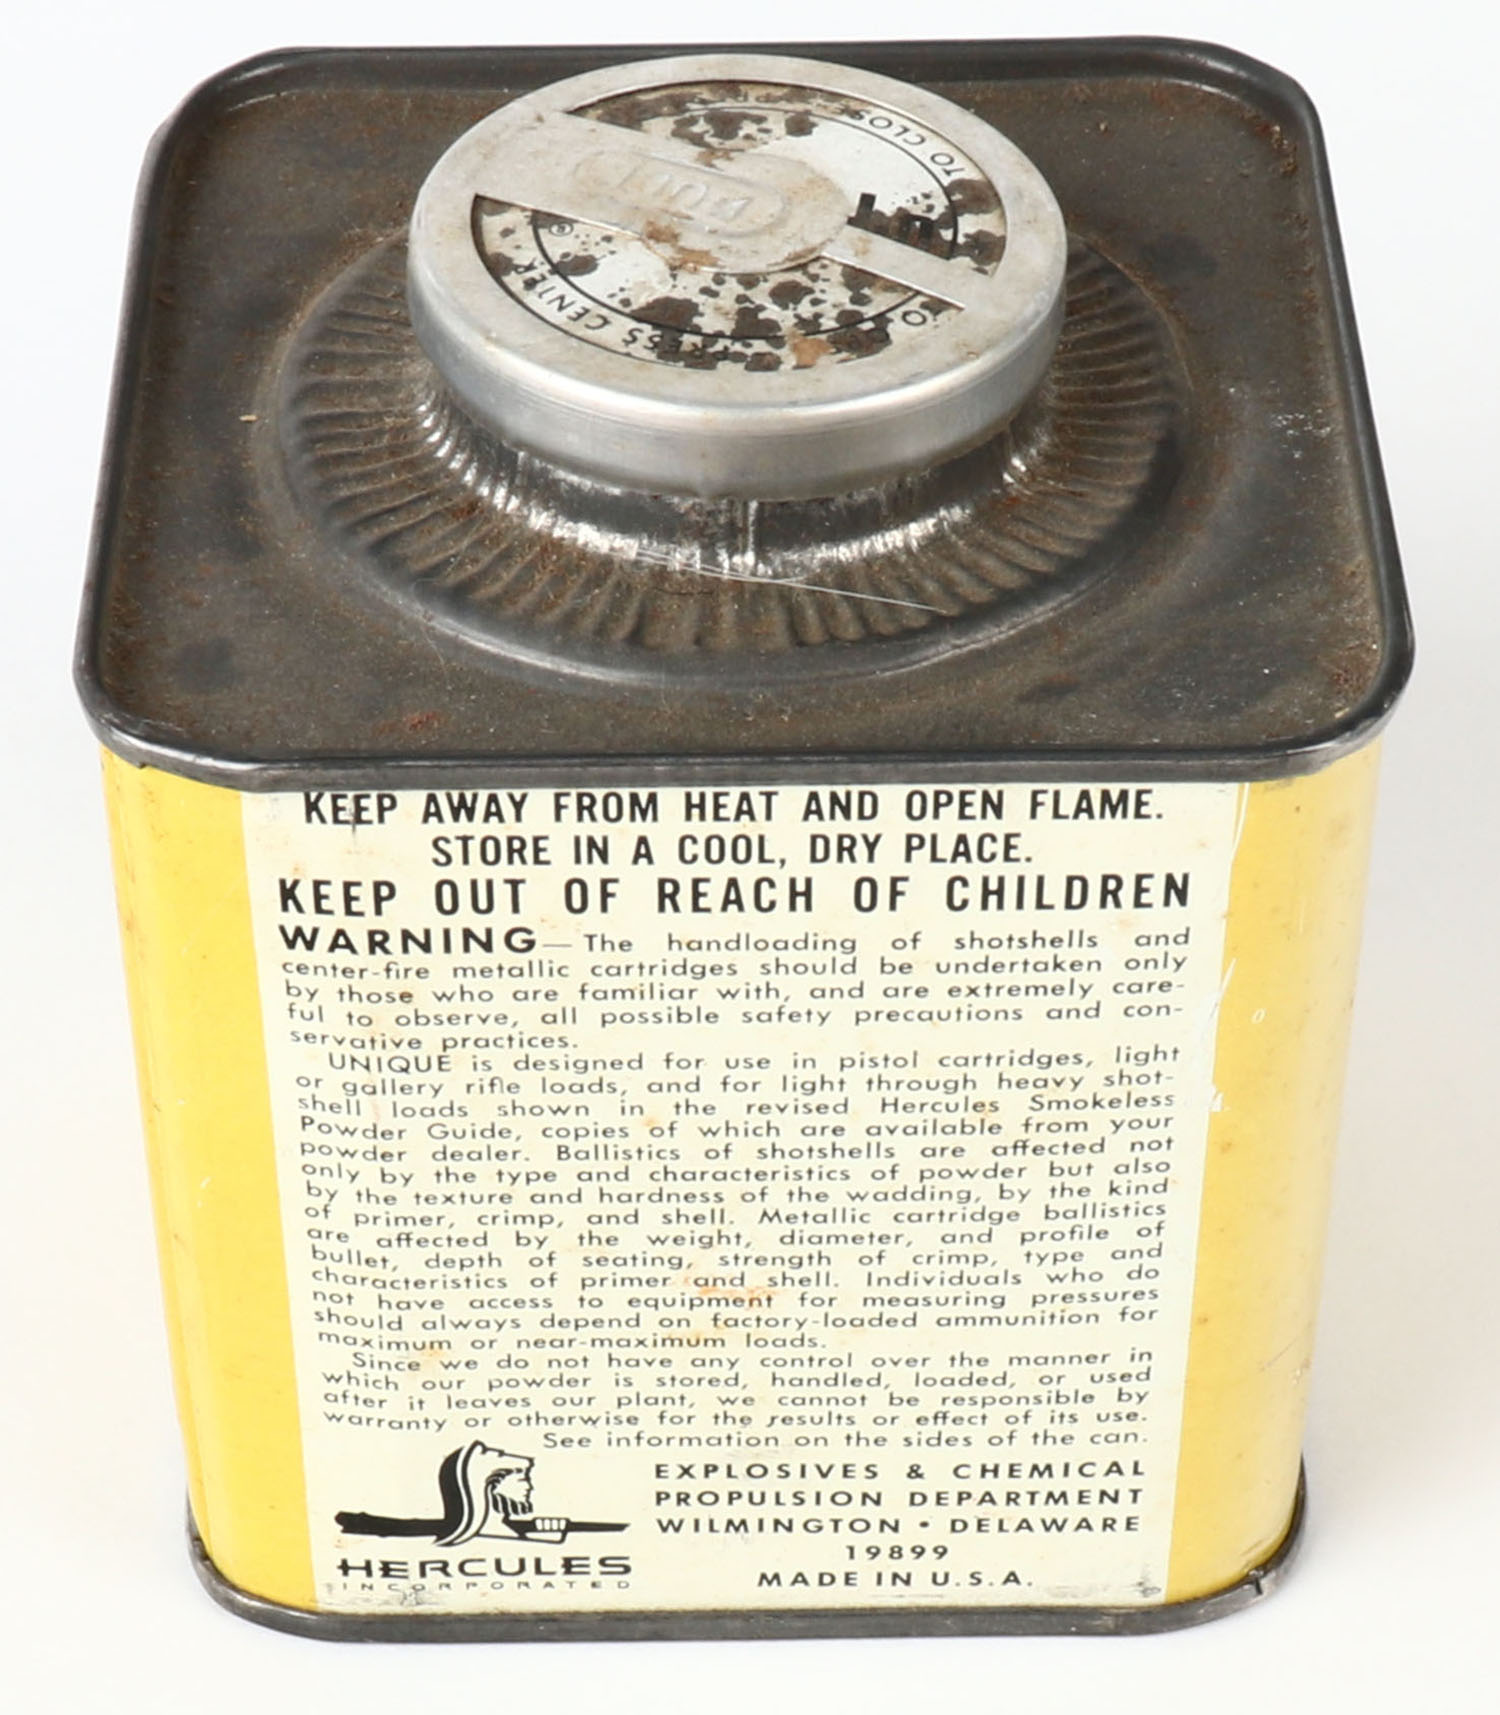 TO CLOSE
PRESS CENTER
®
KEEP AWAY FROM HEAT AND OPEN FLAME.
STORE IN A COOL, DRY PLACE.
KEEP OUT OF REACH OF CHILDREN
WARNING—The handloading of shotshells and
center-fire metallic cartridges should be undertaken only
by those who are familiar with, and are extremely care-
ful to observe, all possible safety precautions and con-
servative practices.
UNIQUE is designed for use in pistol cartridges, light
or gallery rifle loads, and for light through heavy shot-
shell loads shown in the revised Hercules Smokeless
Powder Guide, copies of which are available from your
powder dealer. Ballistics of shotshells are affected not
only by the type and characteristics of powder but also
by the texture and hardness of the wadding, by the kind
of primer, crimp, and shell. Metallic cartridge ballistics
are affected by the weight, diameter, and profile of
bullet, depth of seating, strength of crimp, type and
characteristics of primer and shell. Individuals who do
not have access to equipment for measuring pressures
should always depend on factory-loaded ammunition for
maximum or near-maximum loads.
Since we do not have any control over the manner in
which our powder is stored, handled, loaded, or used
after it leaves our plant, we cannot be responsible by
warranty or otherwise for the results or effect of its use.
See information on the sides of the can.
HERCULES
INCORPORATED
EXPLOSIVES & CHEMICAL
PROPULSION DEPARTMENT
WILMINGTON • DELAWARE
19899
MADE IN U.S.A.